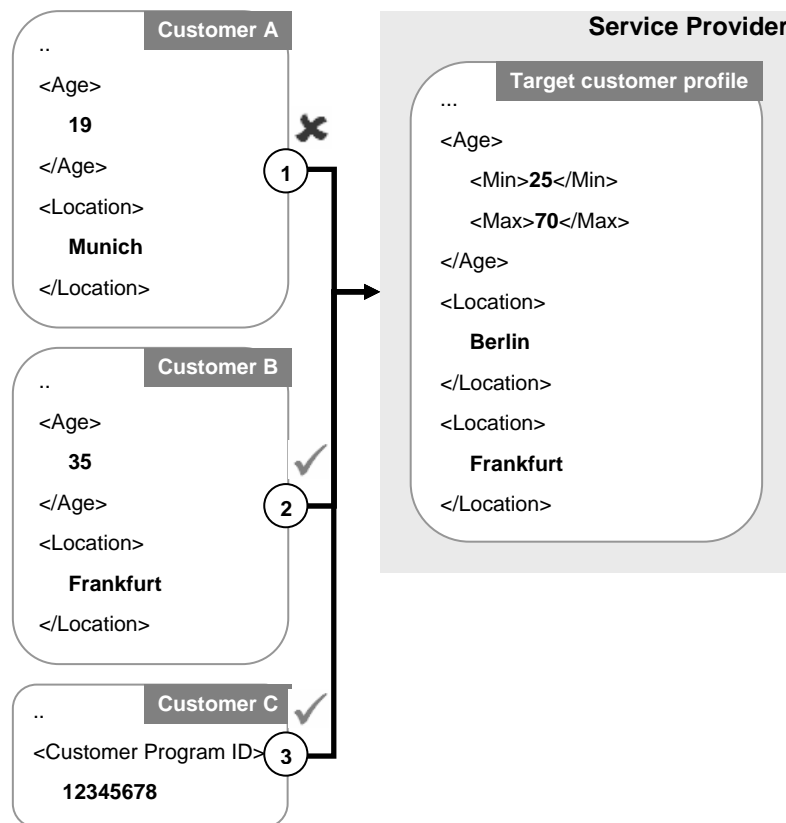 Customer A
..
<Age>
19
</Age>
<Location>
Munich
</Location>
1
Customer B
..
<Age>
35
</Age>
<Location>
Frankfurt
</Location>
2
Customer C
..
<Customer Program ID>
12345678
3
Service Provider
Target customer profile
...
<Age>
<Min>25</Min>
<Max>70</Max>
</Age>
<Location>
Berlin
</Location>
<Location>
Frankfurt
</Location>